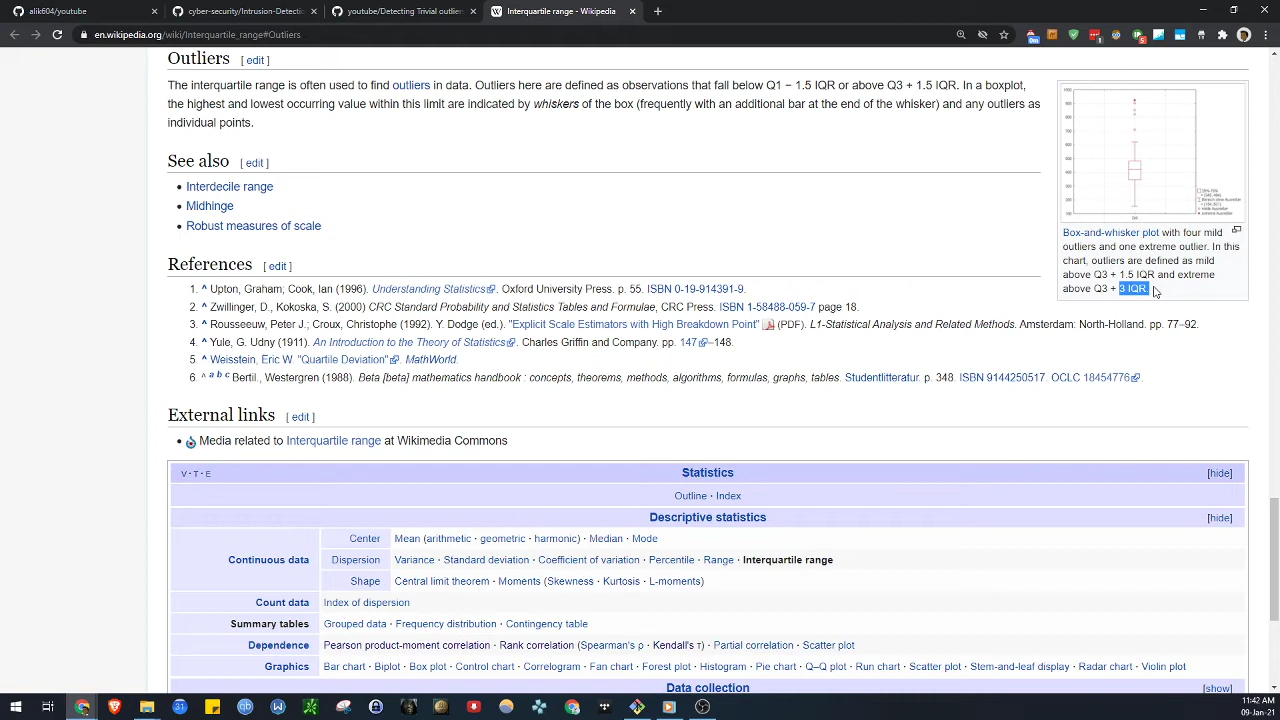 alik604/youtube
cyber-security/Intrusion-Detecti
youtube/Detecting Trivial outlier
Interquartile range - Wikipedia
en.wikipedia.org/wiki/Interquartile_range#Outliers
Outliers [ edit ]
The interquartile range is often used to find outliers in data. Outliers here are defined as observations that fall below Q1 − 1.5 IQR or above Q3 + 1.5 IQR. In a boxplot,
the highest and lowest occurring value within this limit are indicated by whiskers of the box (frequently with an additional bar at the end of the whisker) and any outliers as
individual points.
Box-and-whisker plot with four mild
outliers and one extreme outlier. In this
chart, outliers are defined as mild
above Q3 + 1.5 IQR and extreme
above Q3 + 3 IQR.
See also [ edit ]
• Interdecile range
• Midhinge
• Robust measures of scale
References [ edit ]
1. ^ Upton, Graham; Cook, Ian (1996). Understanding Statistics. Oxford University Press. p. 55. ISBN 0-19-914391-9.
2. ^ Zwillinger, D., Kokoska, S. (2000) CRC Standard Probability and Statistics Tables and Formulae, CRC Press. ISBN 1-58488-059-7 page 18.
3. ^ Rousseeuw, Peter J.; Croux, Christophe (1992). Y. Dodge (ed.). "Explicit Scale Estimators with High Breakdown Point" (PDF). L1-Statistical Analysis and Related Methods. Amsterdam: North-Holland. pp. 77–92.
4. ^ Yule, G. Udny (1911). An Introduction to the Theory of Statistics. Charles Griffin and Company. pp. 147–148.
5. ^ Weisstein, Eric W. "Quartile Deviation". MathWorld.
6. ^ a b c Bertil., Westergren (1988). Beta [beta] mathematics handbook : concepts, theorems, methods, algorithms, formulas, graphs, tables. Studentlitteratur. p. 348. ISBN 9144250517. OCLC 18454776.
External links [ edit ]
• Media related to Interquartile range at Wikimedia Commons
V · T · E Statistics [hide]
Outline · Index
Descriptive statistics [hide]
Continuous data
Center Mean (arithmetic · geometric · harmonic) · Median · Mode
Dispersion Variance · Standard deviation · Coefficient of variation · Percentile · Range · Interquartile range
Shape Central limit theorem · Moments (Skewness · Kurtosis · L-moments)
Count data Index of dispersion
Summary tables Grouped data · Frequency distribution · Contingency table
Dependence Pearson product-moment correlation · Rank correlation (Spearman's ρ · Kendall's τ) · Partial correlation · Scatter plot
Graphics Bar chart · Biplot · Box plot · Control chart · Correlogram · Fan chart · Forest plot · Histogram · Pie chart · Q–Q plot · Run chart · Scatter plot · Stem-and-leaf display · Radar chart · Violin plot
Data collection [show]
11:42 AM
09-Jan-21